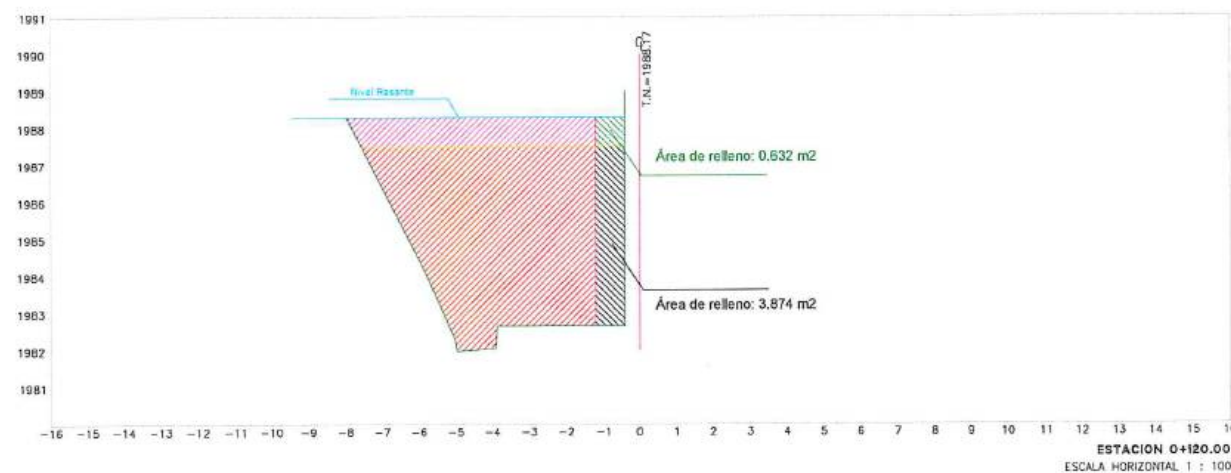 1991
1990
1989
1988
1987
1986
1985
1984
1983
1982
1981
Nivel Rasante
T.N.=1988.17
Área de relleno: 0.632 m2
Área de relleno: 3.874 m2
-16 -15 -14 -13 -12 -11 -10 -9 -8 -7 -6 -5 -4 -3 -2 -1 0 1 2 3 4 5 6 7 8 9 10 11 12 13 14 15
ESTACION 0+120.00
ESCALA HORIZONTAL 1 : 100